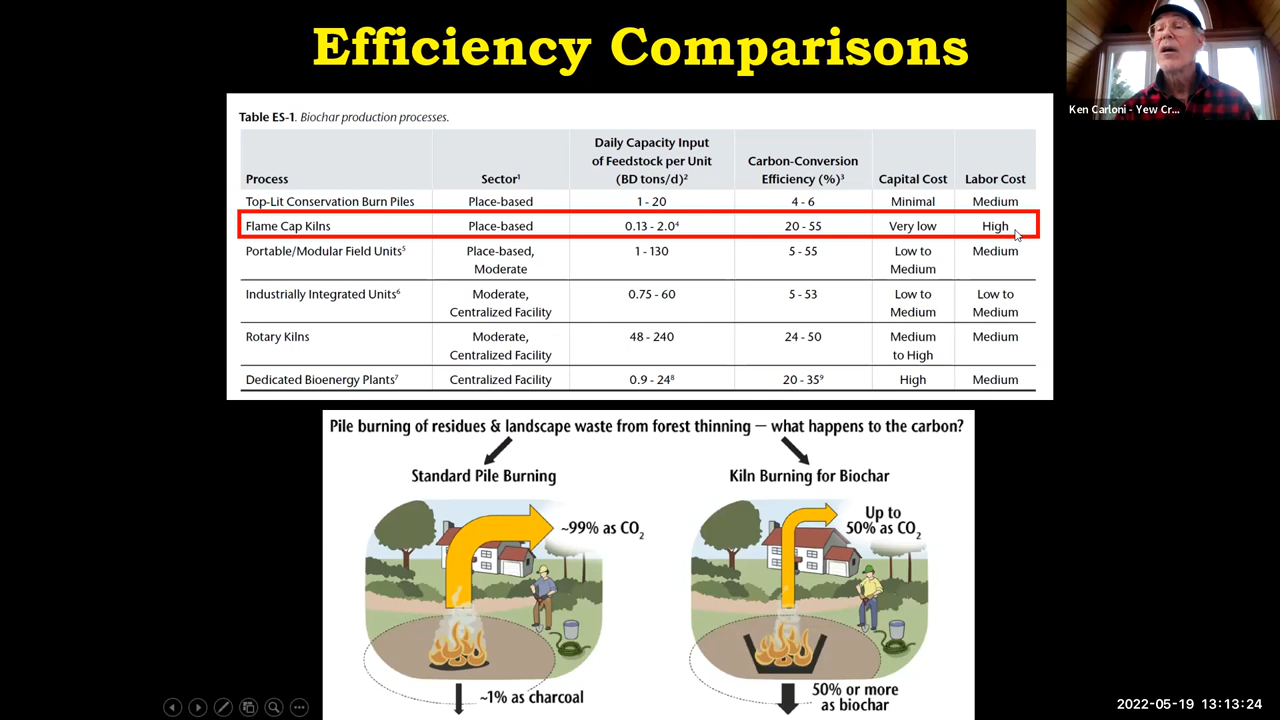 Efficiency Comparisons
Ken Carloni - Yew Cr...
Table ES-1. Biochar production processes.
Process
Sector¹
Daily Capacity Input
of Feedstock per Unit
(BD tons/d)²
Carbon-Conversion
Efficiency (%)³
Capital Cost
Labor Cost
Top-Lit Conservation Burn Piles Place-based 1 - 20 4 - 6 Minimal Medium
Flame Cap Kilns Place-based 0.13 - 2.0⁴ 20 - 55 Very low High
Portable/Modular Field Units⁵ Place-based, 1 - 130 5 - 55 Low to Medium
Moderate Medium
Industrially Integrated Units⁶ Moderate, 0.75 - 60 5 - 53 Low to Low to
Centralized Facility Medium Medium
Rotary Kilns Moderate, 48 - 240 24 - 50 Medium Medium
Centralized Facility to High
Dedicated Bioenergy Plants⁷ Centralized Facility 0.9 - 24⁸ 20 - 35⁹ High Medium
Pile burning of residues & landscape waste from forest thinning — what happens to the carbon?
Standard Pile Burning
~99% as CO₂
~1% as charcoal
Kiln Burning for Biochar
Up to
50% as CO₂
50% or more
as biochar
2022-05-19 13:13:24